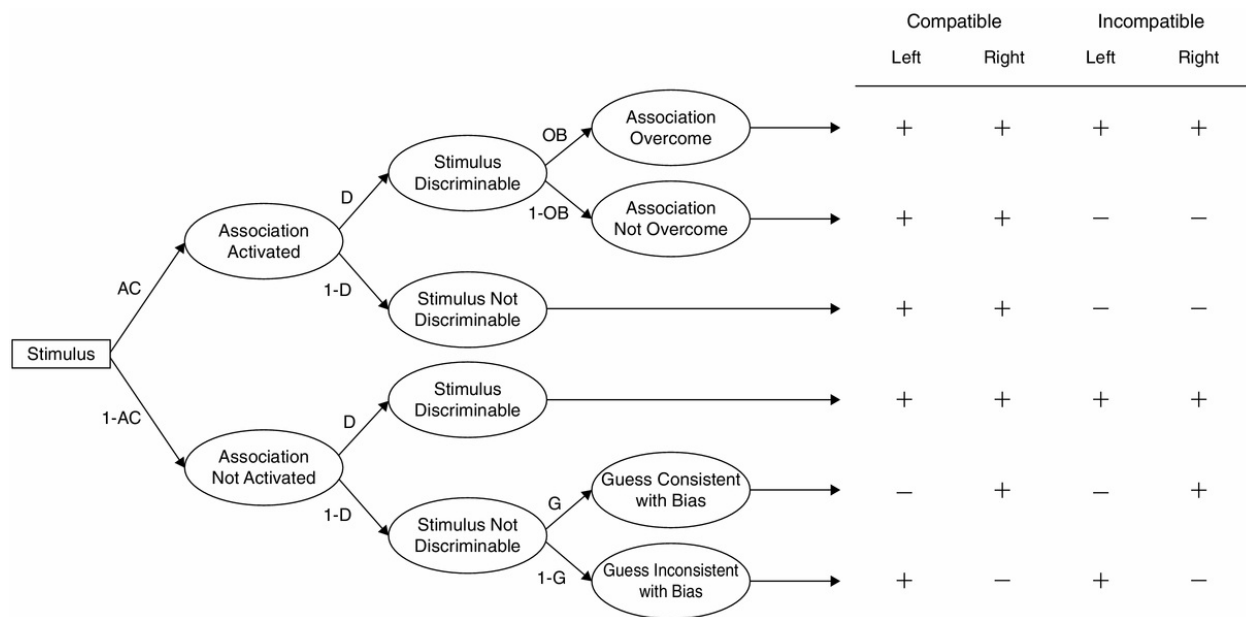 Compatible Incompatible
Left Right Left Right
OB
Association
Overcome
+ + + +
D
Stimulus
Discriminable
1-OB
Association
Not Overcome
+ + − −
AC
Association
Activated
1-D
Stimulus Not
Discriminable
+ + − −
Stimulus
1-AC
Association
Not Activated
D
Stimulus
Discriminable
+ + + +
1-D
Stimulus Not
Discriminable
G
Guess Consistent
with Bias
− + − +
1-G
Guess Inconsistent
with Bias
+ − + −